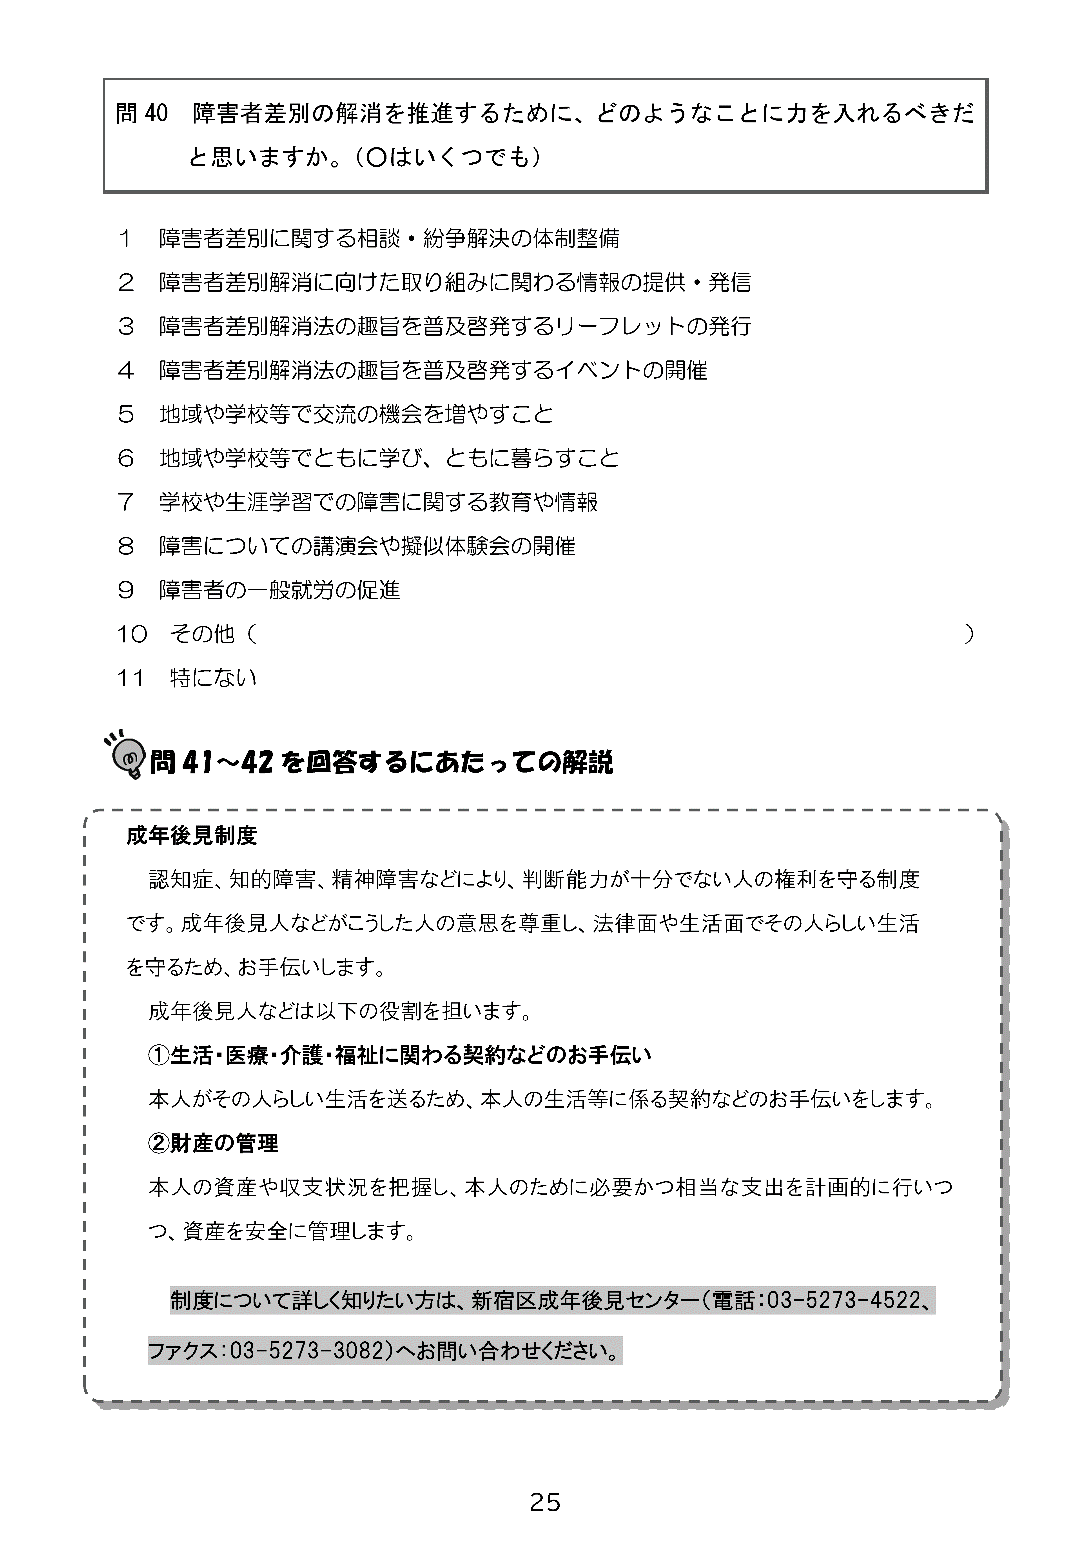 問 40　障害者差別の解消を推進するために、どのようなことに力を入れるべきだ
と思いますか。（〇はいくつでも）
１　障害者差別に関する相談・紛争解決の体制整備
２　障害者差別解消に向けた取り組みに関わる情報の提供・発信
３　障害者差別解消法の趣旨を普及啓発するリーフレットの発行
４　障害者差別解消法の趣旨を普及啓発するイベントの開催
５　地域や学校等で交流の機会を増やすこと
６　地域や学校等でともに学び、ともに暮らすこと
７　学校や生涯学習での障害に関する教育や情報
８　障害についての講演会や擬似体験会の開催
９　障害者の一般就労の促進
10　その他（　　　　　　　　　　　　　　　　　　　　　　　　　　　　　　　　）
11　特にない
問 41～42 を回答するにあたっての解説
成年後見制度
認知症、知的障害、精神障害などにより、判断能力が十分でない人の権利を守る制度
です。成年後見人などがこうした人の意思を尊重し、法律面や生活面でその人らしい生活
を守るため、お手伝いします。
成年後見人などは以下の役割を担います。
①生活・医療・介護・福祉に関わる契約などのお手伝い
本人がその人らしい生活を送るため、本人の生活等に係る契約などのお手伝いをします。
②財産の管理
本人の資産や収支状況を把握し、本人のために必要かつ相当な支出を計画的に行いつ
つ、資産を安全に管理します。
制度について詳しく知りたい方は、新宿区成年後見センター（電話：03-5273-4522、
ファクス：03-5273-3082）へお問い合わせください。
25